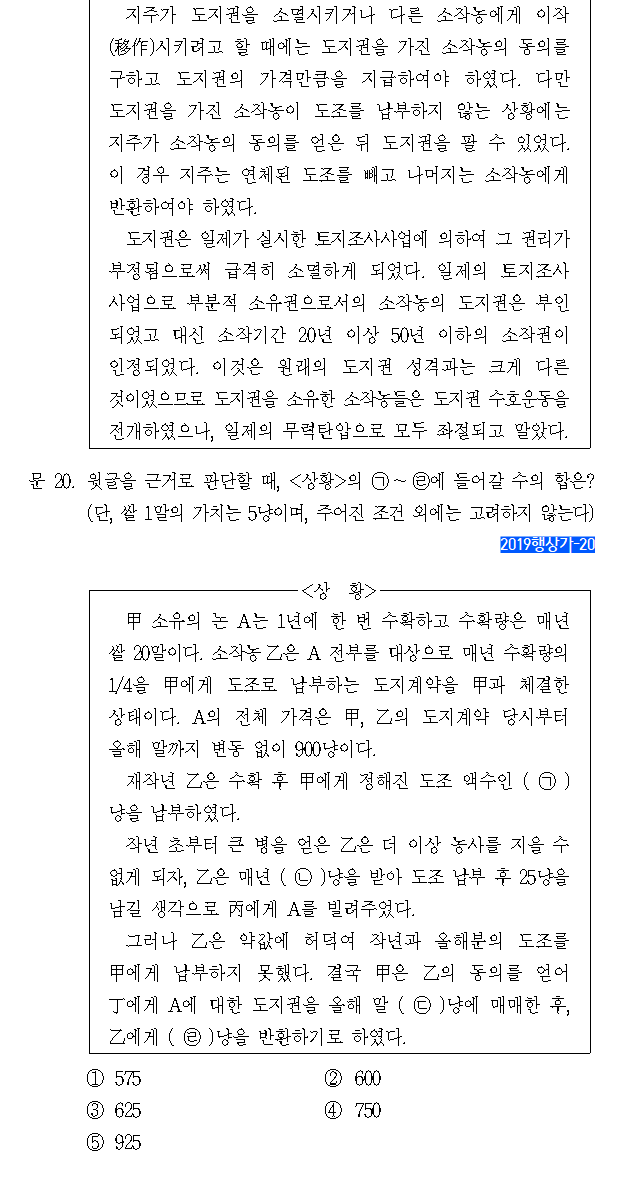 지주가 도지권을 소멸시키거나 다른 소작농에게 이작
(移作)시키려고 할 때에는 도지권을 가진 소작농의 동의를
구하고 도지권의 가격만큼을 지급하여야 하였다. 다만
도지권을 가진 소작농이 도조를 납부하지 않는 상황에는
지주가 소작농의 동의를 얻은 뒤 도지권을 팔 수 있었다.
이 경우 지주는 연체된 도조를 빼고 나머지는 소작농에게
반환하여야 하였다.
도지권은 일제가 실시한 토지조사사업에 의하여 그 권리가
부정됨으로써 급격히 소멸하게 되었다. 일제의 토지조사
사업으로 부분적 소유권으로서의 소작농의 도지권은 부인
되었고 대신 소작기간 20년 이상 50년 이하의 소작권이
인정되었다. 이것은 원래의 도지권 성격과는 크게 다른
것이었으므로 도지권을 소유한 소작농들은 도지권 수호운동을
전개하였으나, 일제의 무력탄압으로 모두 좌절되고 말았다.
문 20. 윗글을 근거로 판단할 때, <상황>의 ㉠~㉣에 들어갈 수의 합은?
(단, 쌀 1말의 가치는 5냥이며, 주어진 조건 외에는 고려하지 않는다)
2019행상가-20
<상 황>
甲 소유의 논 A는 1년에 한 번 수확하고 수확량은 매년
쌀 20말이다. 소작농 乙은 A 전부를 대상으로 매년 수확량의
1/4을 甲에게 도조로 납부하는 도지계약을 甲과 체결한
상태이다. A의 전체 가격은 甲, 乙의 도지계약 당시부터
올해 말까지 변동 없이 900냥이다.
재작년 乙은 수확 후 甲에게 정해진 도조 액수인 ( ㉠ )
냥을 납부하였다.
작년 초부터 큰 병을 얻은 乙은 더 이상 농사를 지을 수
없게 되자, 乙은 매년 ( ㉡ )냥을 받아 도조 납부 후 25냥을
남길 생각으로 丙에게 A를 빌려주었다.
그러나 乙은 약값에 허덕여 작년과 올해분의 도조를
甲에게 납부하지 못했다. 결국 甲은 乙의 동의를 얻어
丁에게 A에 대한 도지권을 올해 말 ( ㉢ )냥에 매매한 후,
乙에게 ( ㉣ )냥을 반환하기로 하였다.
① 575 ② 600
③ 625 ④ 750
⑤ 925